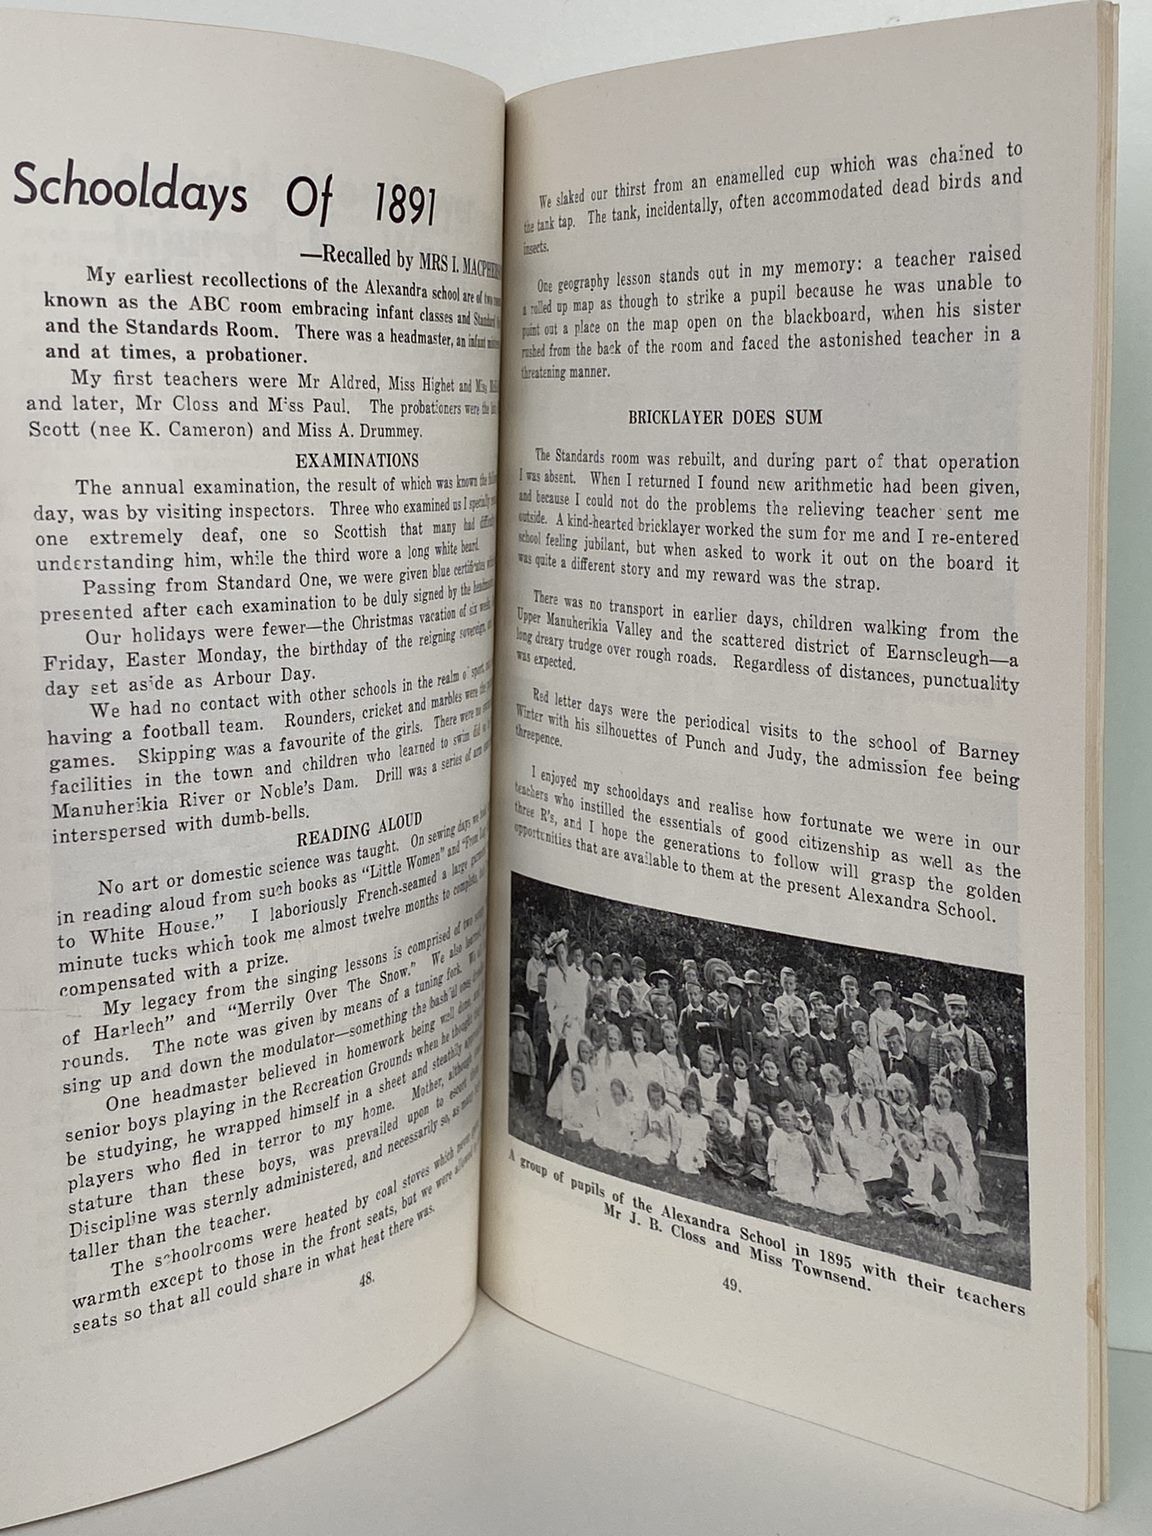 Schooldays Of 1891
—Recalled by MRS I.
My earliest recollections of the Alexandra school are of two
known as the ABC room embracing infant classes and Standard
and the Standards Room. There was a headmaster, an infant
and at times, a probationer.
My first teachers were Mr Aldred, Miss Highet and Miss
and later, Mr Closs and Miss Paul. The probationers were the
Scott (nee K. Cameron) and Miss A. Drummey.
EXAMINATIONS
The annual examination, the result of which was known the
day, was by visiting inspectors. Three who examined us I
one extremely deaf, one so Scottish that many had
understanding him, while the third wore a long white beard.
Passing from Standard One, we were given blue certificates
presented after each examination to be duly signed by the
Our holidays were fewer—the Christmas vacation of six
Friday, Easter Monday, the birthday of the reigning sovereign,
day set aside as Arbour Day.
We had no contact with other schools in the realm of sport,
having a football team. Rounders, cricket and marbles were the
games. Skipping was a favourite of the girls. There were no
facilities in the town and children who learned to swim did so
Manuherikia River or Noble's Dam. Drill was a series of arm
interspersed with dumb-bells.
READING ALOUD
No art or domestic science was taught. On sewing days we had
in reading aloud from such books as "Little Women" and "From Log
to White House." I laboriously French-seamed a large
minute tucks which took me almost twelve months to complete,
compensated with a prize.
My legacy from the singing lessons is comprised of two
of Harlech" and "Merrily Over The Snow." We also learned
rounds. The note was given by means of a tuning fork.
sing up and down the modulator—something the bashful ones
One headmaster believed in homework being well done, and
senior boys playing in the Recreation Grounds when he thought
be studying, he wrapped himself in a sheet and stealthily
players who fled in terror to my home. Mother, although
stature than these boys, was prevailed upon to escort
Discipline was sternly administered, and necessarily so, as many
taller than the teacher.
The schoolrooms were heated by coal stoves which never
warmth except to those in the front seats, but we were allowed
seats so that all could share in what heat there was.
48.
We slaked our thirst from an enamelled cup which was chained to
the tank tap. The tank, incidentally, often accommodated dead birds and
insects.
One geography lesson stands out in my memory: a teacher raised
a rolled up map as though to strike a pupil because he was unable to
point out a place on the map open on the blackboard, when his sister
rushed from the back of the room and faced the astonished teacher in a
threatening manner.
BRICKLAYER DOES SUM
The Standards room was rebuilt, and during part of that operation
I was absent. When I returned I found new arithmetic had been given,
and because I could not do the problems the relieving teacher sent me
outside. A kind-hearted bricklayer worked the sum for me and I re-entered
school feeling jubilant, but when asked to work it out on the board it
was quite a different story and my reward was the strap.
There was no transport in earlier days, children walking from the
Upper Manuherikia Valley and the scattered district of Earnscleugh—a
long dreary trudge over rough roads. Regardless of distances, punctuality
was expected.
Red letter days were the periodical visits to the school of Barney
Winter with his silhouettes of Punch and Judy, the admission fee being
threepence.
I enjoyed my schooldays and realise how fortunate we were in our
teachers who instilled the essentials of good citizenship as well as the
three R's, and I hope the generations to follow will grasp the golden
opportunities that are available to them at the present Alexandra School.
A group of pupils of the Alexandra School in 1895 with their teachers
Mr J. B. Closs and Miss Townsend.
49.